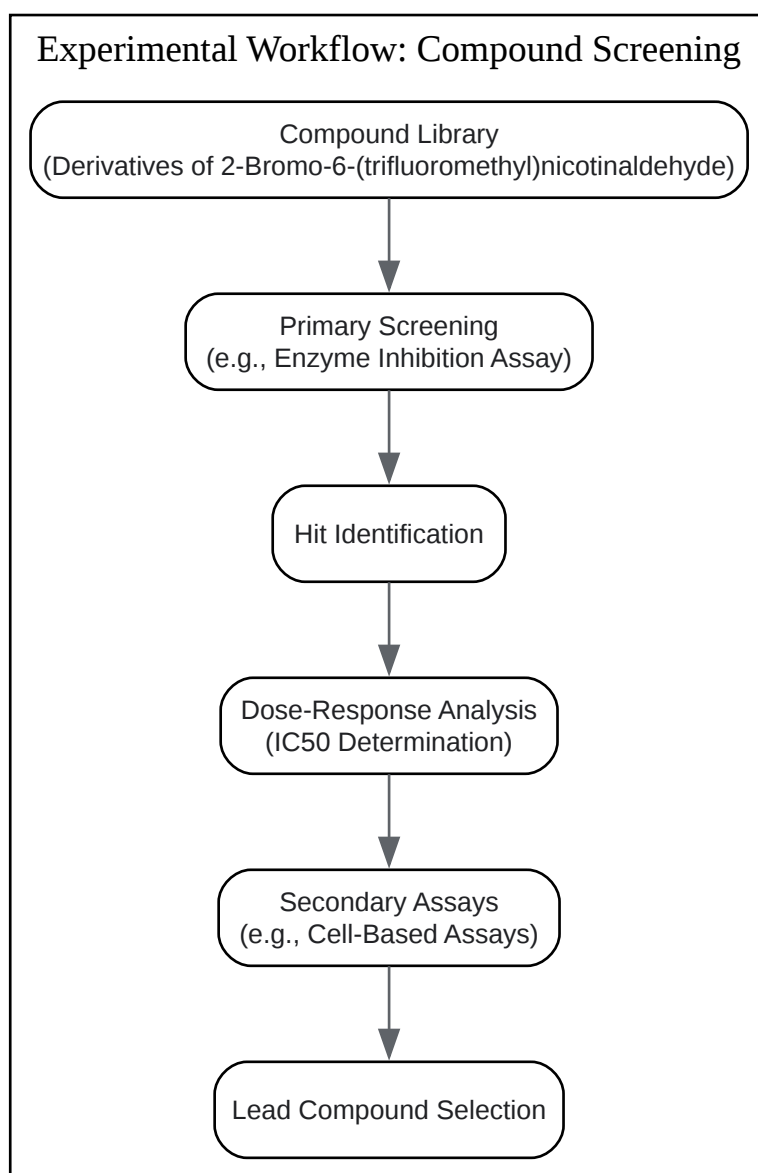 Experimental Workflow: Compound Screening
Compound Library
(Derivatives of 2-Bromo-6-(trifluoromethyl)nicotinaldehyde)
Primary Screening
(e.g., Enzyme Inhibition Assay)
Hit Identification
Dose-Response Analysis
(IC50 Determination)
Secondary Assays
(e.g., Cell-Based Assays)
Lead Compound Selection